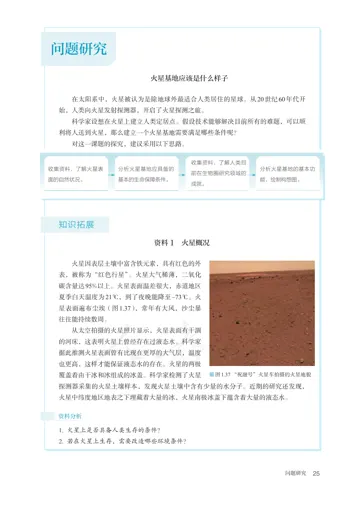 问题研究
火星基地应该是什么样子
在太阳系中，火星被认为是除地球外最适合人类居住的星球。从20世纪60年代开
始，人类向火星发射探测器，开启了火星探测之旅。
科学家设想在火星上建立人类定居点。假设技术能够解决目前所有的难题，可以顺
利将人送到火星，那么建立一个火星基地需要满足哪些条件呢？
对这一课题的探究，建议采用以下思路。
收集资料，了解火星表
面的自然状况。
分析火星基地应具备的
基本的生命保障条件。
收集资料，了解人类目
前在生物圈研究领域的
成就。
分析火星基地的基本功
能，绘制构想图。
知识拓展
资料 1 火星概况
火星因表层土壤中富含铁元素，具有红色的外
表，被称为“红色行星”。火星大气稀薄，二氧化
碳含量达95%以上。火星表面温差很大，赤道地区
夏季白天温度为21℃，到了夜晚能降至-73℃。火
星表面遍布尘埃（图1.37），常年有大风，沙尘暴
往往能持续数周。
从太空拍摄的火星照片显示，火星表面有干涸
的河床，这表明火星上曾经存在过液态水。科学家
据此推测火星表面曾有比现在更厚的大气层，温度
也更高，这样才能保证液态水的存在。火星的两极
覆盖着由干冰和冰组成的冰盖。科学家检测了火星
探测器采集的火星土壤样本，发现火星土壤中含有少量的水分子。近期的研究还发现，
火星中纬度地区地表之下埋藏着大量的冰，火星南极冰盖下蕴含着大量的液态水。
图1.37 “机遇号”火星车拍摄的火星地貌
资料分析
1. 火星上是否具备人类生存的条件？
2. 若在火星上生存，需要改造哪些环境条件？
问题研究 25